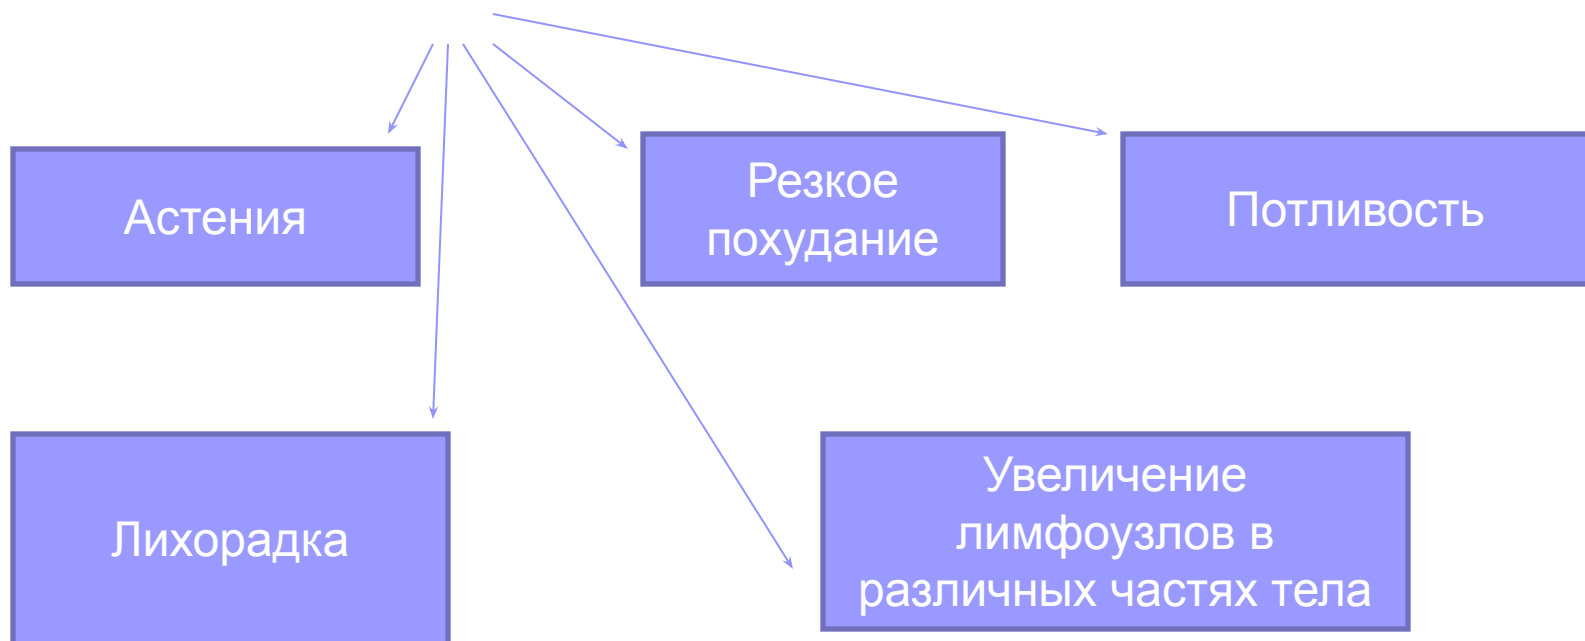 Астения
Резкое
похудание
Потливость
Лихорадка
Увеличение
лимфоузлов в
различных частях тела